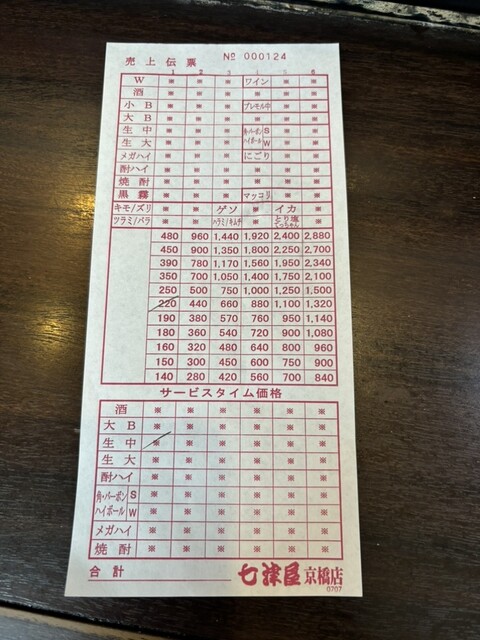 売上伝票 № 000124
1 2 3 4 5 6
W ※ ※ ※ ワイン ※ ※
酒 ※ ※ ※ ※ ※ ※
小B ※ ※ ※ プレモル中 ※ ※
大B ※ ※ ※ ※ ※ ※
生中 ※ ※ ※ 角・バーボン S ※ ※
生大 ※ ※ ※ ハイボール W ※ ※
メガハイ ※ ※ ※ にごり ※ ※
酎ハイ ※ ※ ※ ※ ※ ※
焼酎 ※ ※ ※ ※ ※ ※
黒霧 ※ ※ ※ マッコリ ※ ※
キモ/ズリ ※ ※ ゲソ ※ イカ ※
ツラミ/バラ ※ ※ ハラミ/キムチ ※ とり塩 ※
480 960 1,440 1,920 2,400 2,880
450 900 1,350 1,800 2,250 2,700
390 780 1,170 1,560 1,950 2,340
350 700 1,050 1,400 1,750 2,100
250 500 750 1,000 1,250 1,500
220 440 660 880 1,100 1,320
190 380 570 760 950 1,140
180 360 540 720 900 1,080
160 320 480 640 800 960
150 300 450 600 750 900
140 280 420 560 700 840
サービスタイム価格
酒 ※ ※ ※ ※ ※ ※
大B ※ ※ ※ ※ ※ ※
生中 ※ ※ ※ ※ ※ ※
生大 ※ ※ ※ ※ ※ ※
酎ハイ ※ ※ ※ ※ ※ ※
角・バーボン S ※ ※ ※ ※ ※ ※
ハイボール W ※ ※ ※ ※ ※ ※
メガハイ ※ ※ ※ ※ ※ ※
焼酎 ※ ※ ※ ※ ※ ※
合計 七津屋 京橋店
0707